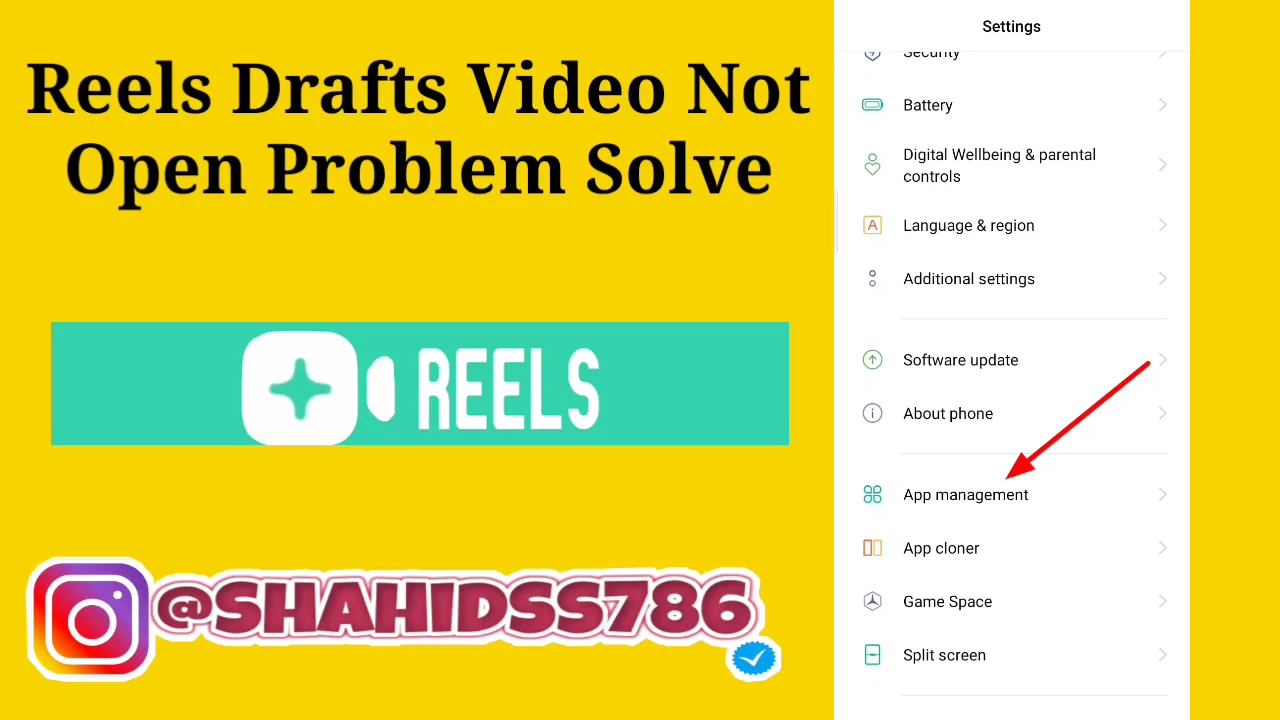 Reels Drafts Video Not
Open Problem Solve
REELS
@SHAHIDSS786
Settings
Security
Battery
Digital Wellbeing & parental
controls
Language & region
A
Additional settings
Software update
About phone
App management
App cloner
Game Space
Split screen